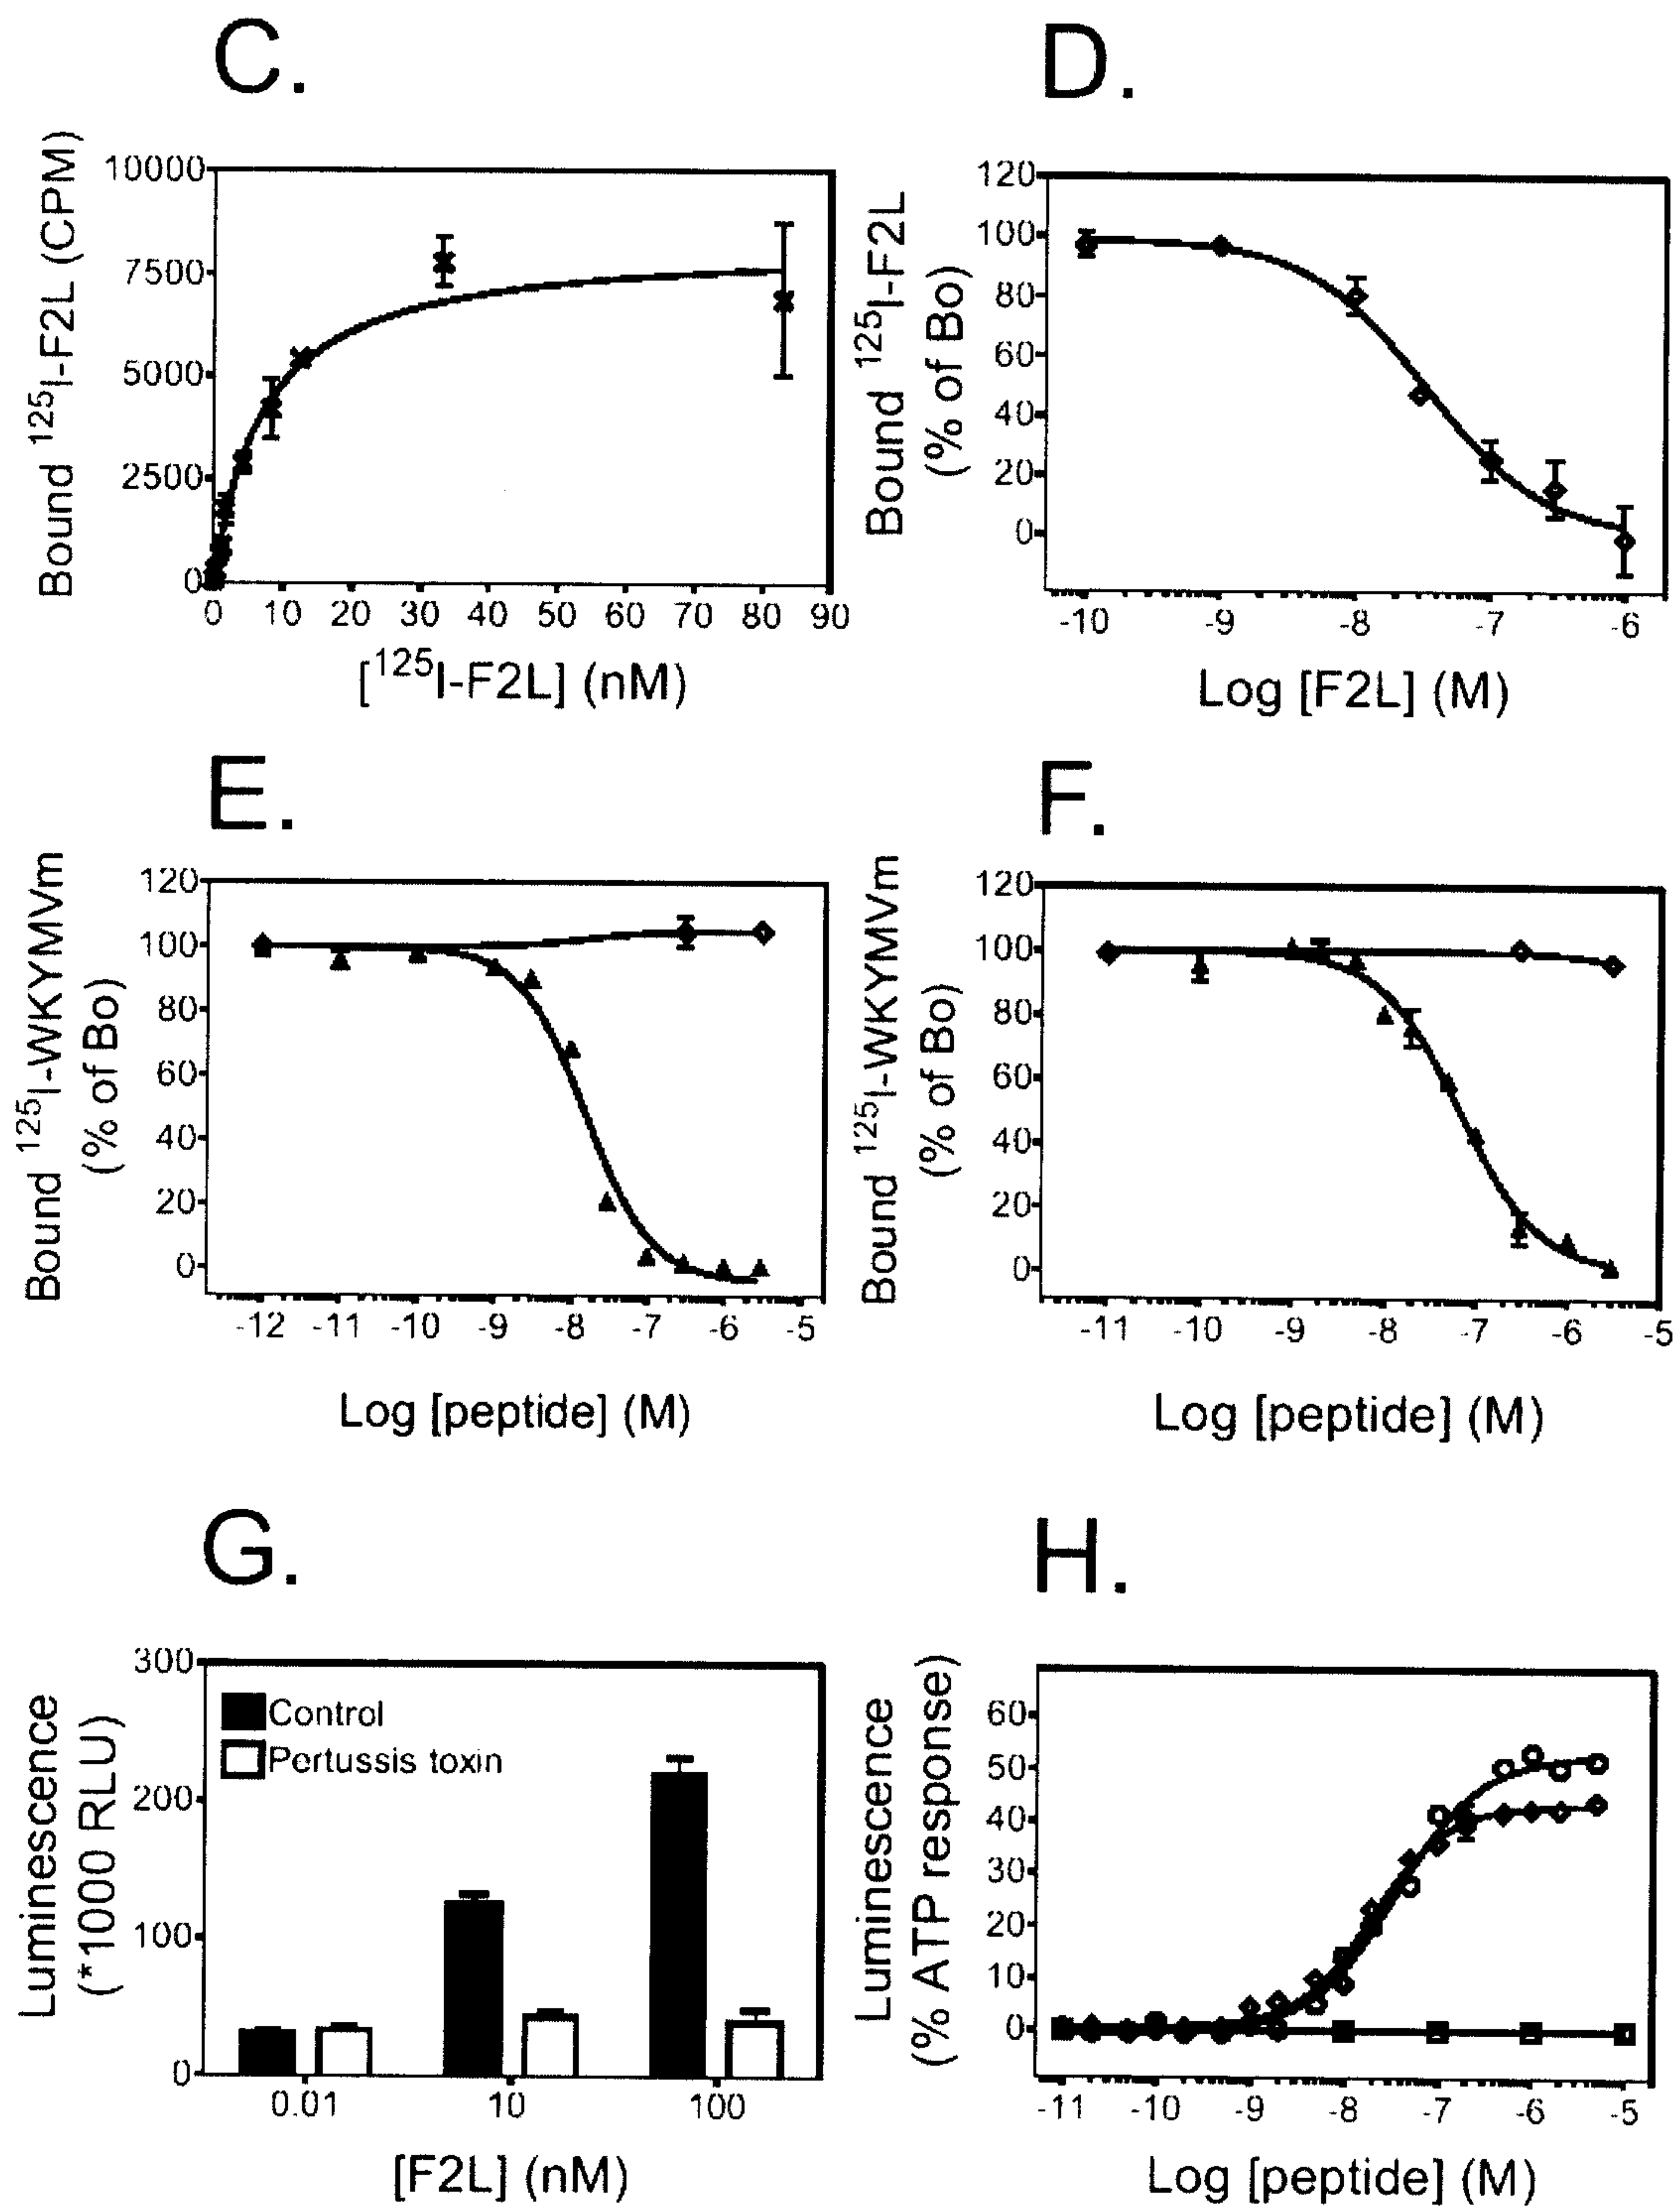 C.
Bound ¹²⁵I-F2L (CPM)
10000
7500
5000
2500
0
0 10 20 30 40 50 60 70 80 90
[¹²⁵I-F2L] (nM)
D.
Bound ¹²⁵I-F2L
(% of Bo)
120
100
80
60
40
20
0
-10 -9 -8 -7 -6
Log [F2L] (M)
E.
Bound ¹²⁵I-WKYMVm
(% of Bo)
120
100
80
60
40
20
0
-12 -11 -10 -9 -8 -7 -6 -5
Log [peptide] (M)
F.
Bound ¹²⁵I-WKYMVm
(% of Bo)
120
100
80
60
40
20
0
-11 -10 -9 -8 -7 -6 -5
Log [peptide] (M)
G.
Luminescence
(*1000 RLU)
300
200
100
0
Control
Pertussis toxin
0.01 10 100
[F2L] (nM)
H.
Luminescence
(% ATP response)
60
50
40
30
20
10
0
-11 -10 -9 -8 -7 -6 -5
Log [peptide] (M)